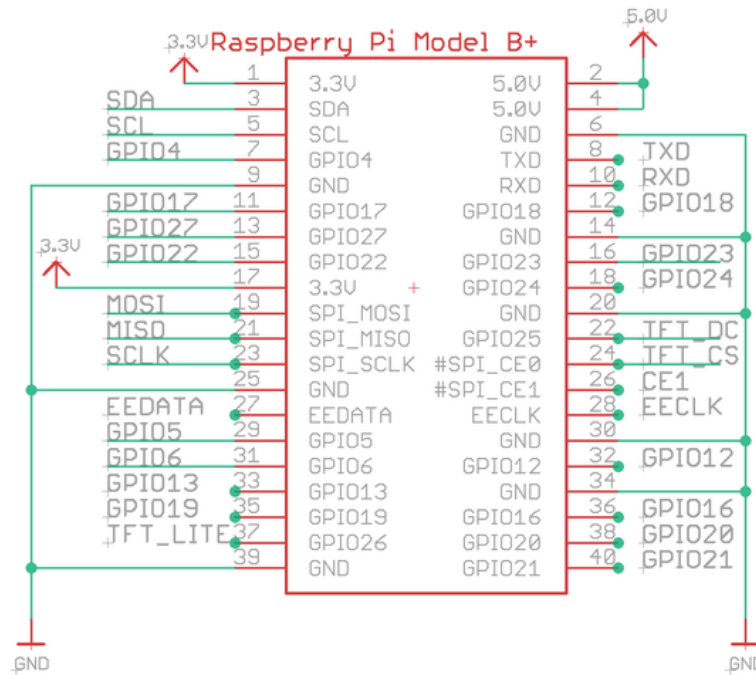 3.3V Raspberry Pi Model B+ 5.0V
1 3.3V 5.0V 2
SDA 3 SDA 5.0V 4
SCL 5 SCL GND 6
GPIO4 7 GPIO4 TXD 8 TXD
9 GND RXD 10 RXD
GPIO17 11 GPIO17 GPIO18 12 GPIO18
GPIO27 13 GPIO27 GND 14
3.3V GPIO22 15 GPIO22 GPIO23 16 GPIO23
17 3.3V GPIO24 18 GPIO24
MOSI 19 SPI_MOSI GND 20
MISO 21 SPI_MISO GPIO25 22 TFT_DC
SCLK 23 SPI_SCLK #SPI_CE0 24 TFT_CS
25 GND #SPI_CE1 26 CE1
EEDATA 27 EEDATA EECLK 28 EECLK
GPIO5 29 GPIO5 GND 30
GPIO6 31 GPIO6 GPIO12 32 GPIO12
GPIO13 33 GPIO13 GND 34
GPIO19 35 GPIO19 GPIO16 36 GPIO16
TFT_LITE 37 GPIO26 GPIO20 38 GPIO20
39 GND GPIO21 40 GPIO21
GND GND